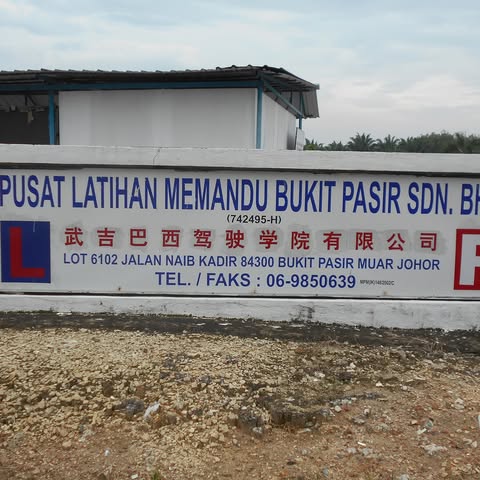 PUSAT LATIHAN MEMANDU BUKIT PASIR SDN. BH
(742495-H)
L
武吉巴西驾驶学院有限公司
P
LOT 6102 JALAN NAIB KADIR 84300 BUKIT PASIR MUAR JOHOR
TEL. / FAKS : 06-9850639